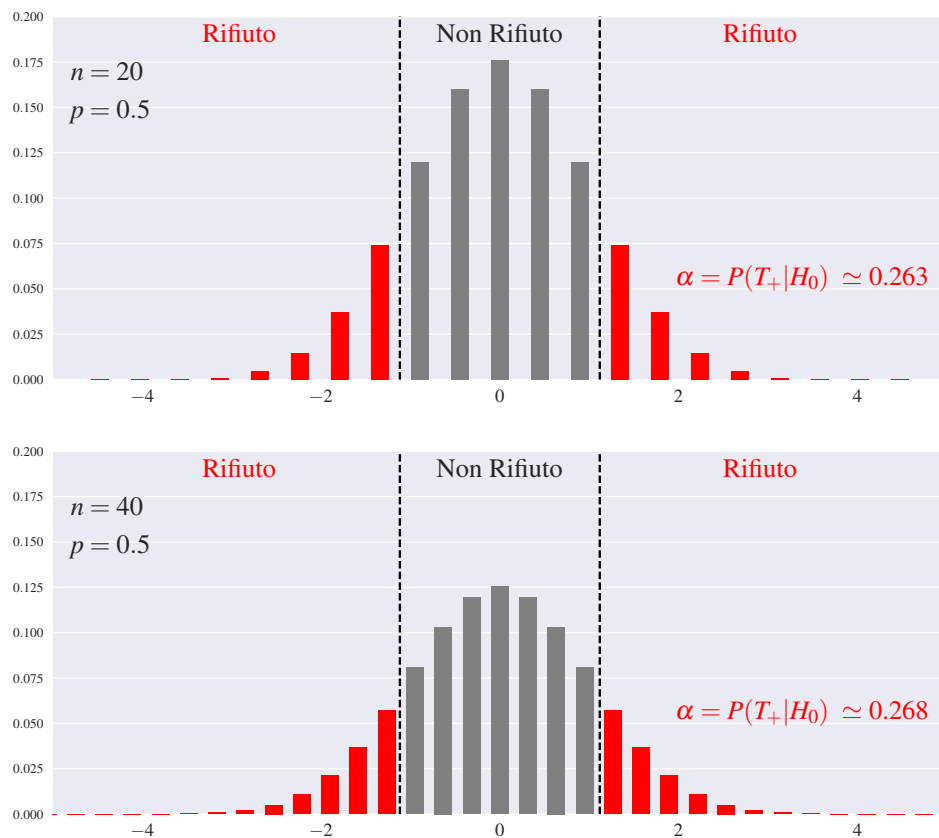 0.200
0.175
0.150
0.125
0.100
0.075
0.050
0.025
0.000
Rifiuto Non Rifiuto Rifiuto
n = 20
p = 0.5
α = P(T₊|H₀) ≃ 0.263
−4 −2 0 2 4
0.200
0.175
0.150
0.125
0.100
0.075
0.050
0.025
0.000
Rifiuto Non Rifiuto Rifiuto
n = 40
p = 0.5
α = P(T₊|H₀) ≃ 0.268
−4 −2 0 2 4